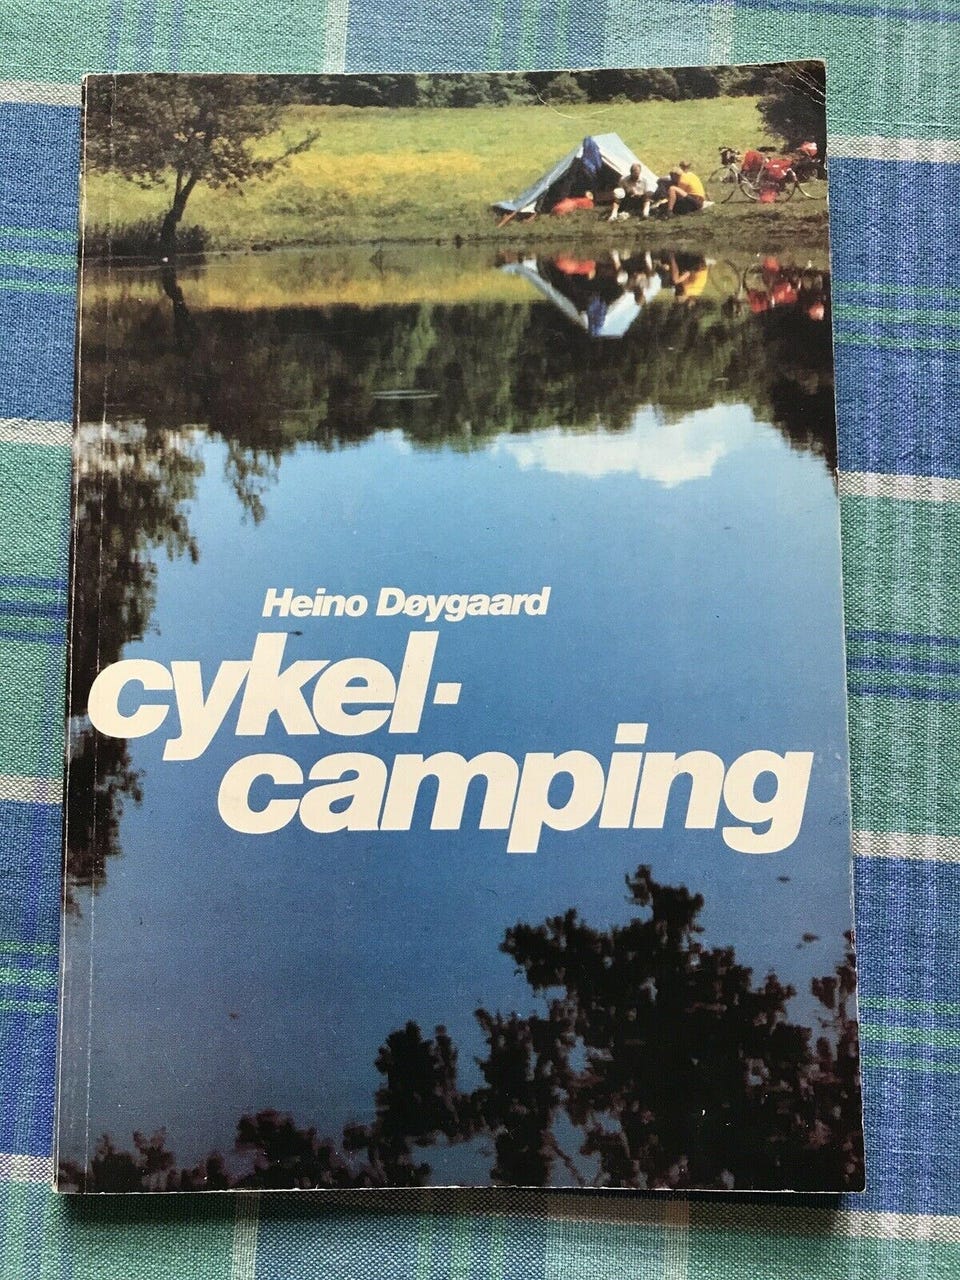 Heino Døygaard
cykel-
camping